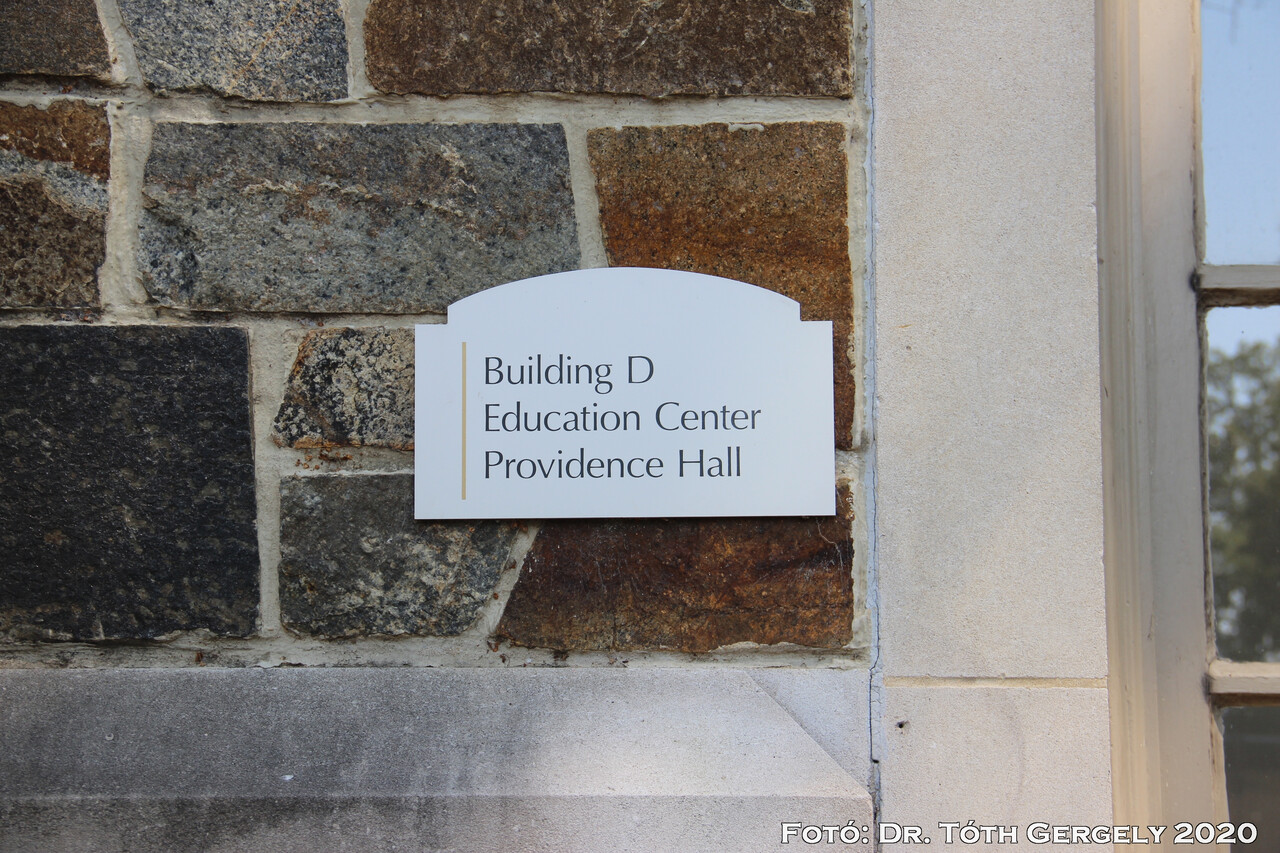 Building D
Education Center
Providence Hall
Fotó: Dr. Tóth Gergely 2020